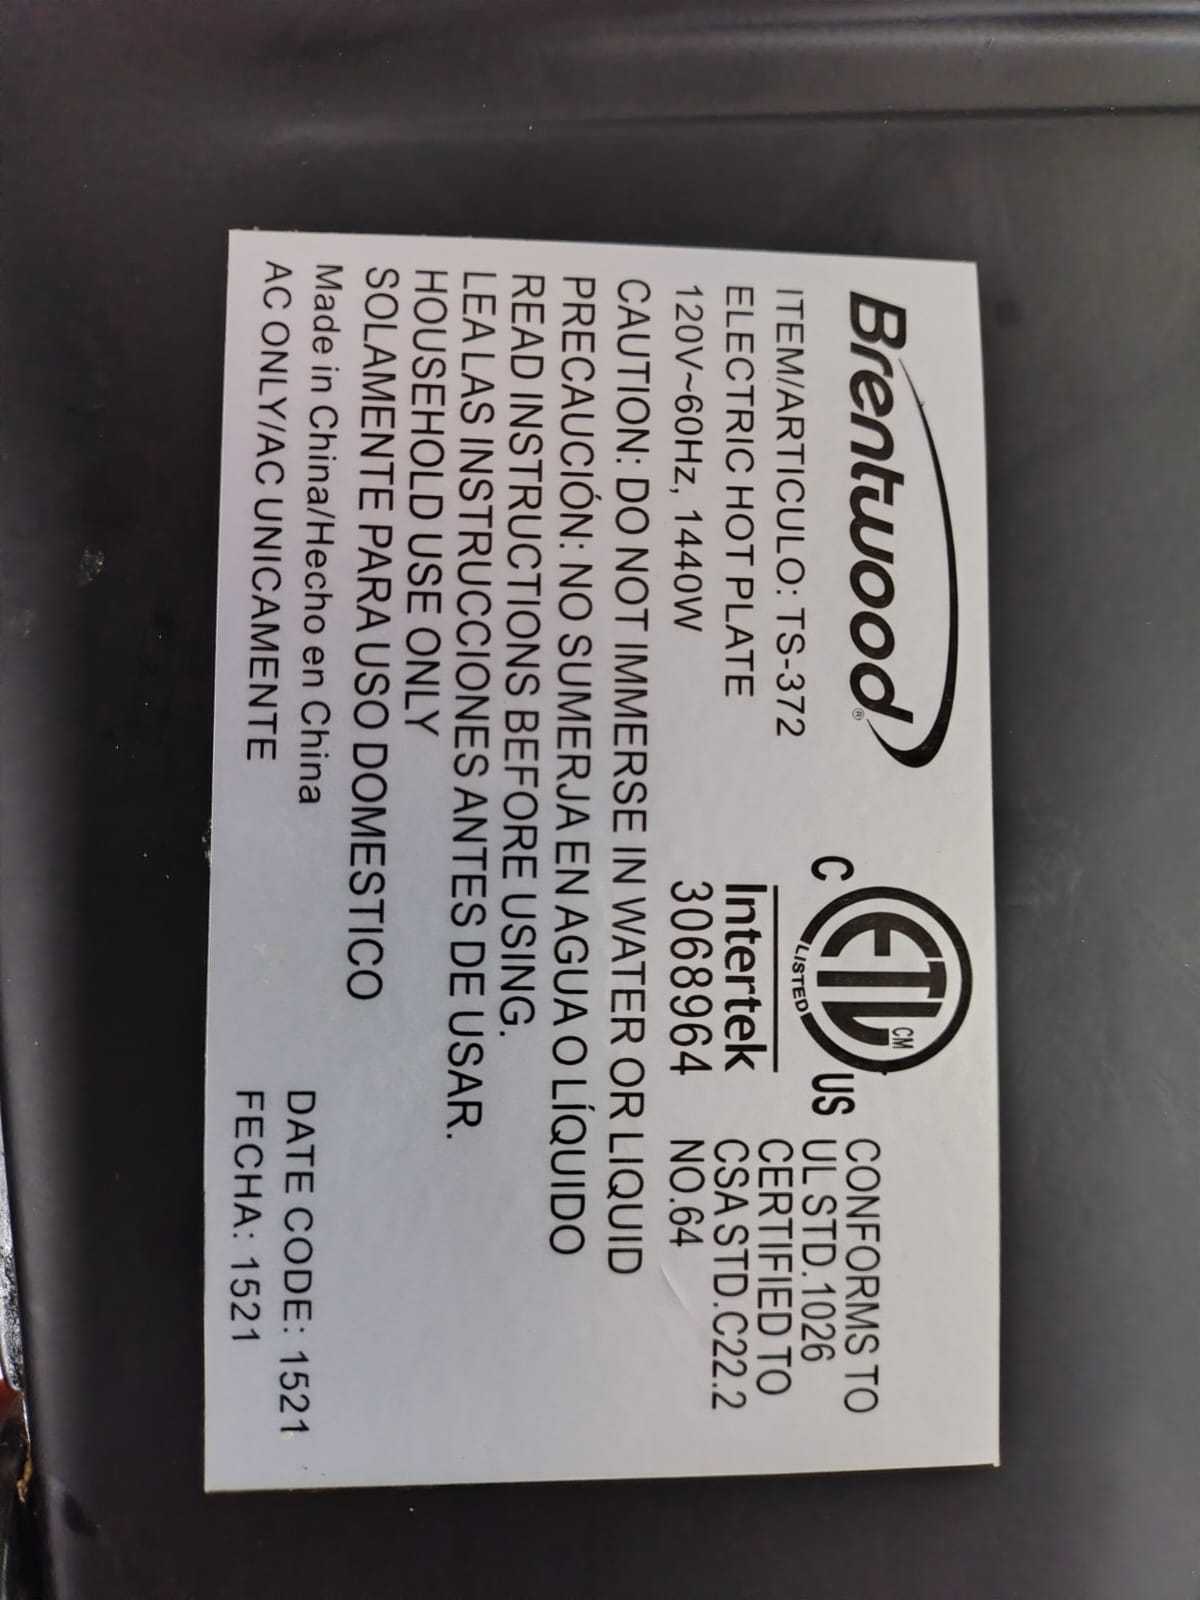 Brentwood®
ITEM/ARTICULO: TS-372
ELECTRIC HOT PLATE
120V~60Hz, 1440W
C ETL CM US
LISTED
Intertek
3068964
CONFORMS TO
UL STD.1026
CERTIFIED TO
CSA STD.C22.2
NO.64
CAUTION: DO NOT IMMERSE IN WATER OR LIQUID
PRECAUCIÓN: NO SUMERJA EN AGUA O LÍQUIDO
READ INSTRUCTIONS BEFORE USING.
LEA LAS INSTRUCCIONES ANTES DE USAR.
HOUSEHOLD USE ONLY
SOLAMENTE PARA USO DOMESTICO
Made in China/Hecho en China
AC ONLY/AC UNICAMENTE
DATE CODE: 1521
FECHA: 1521